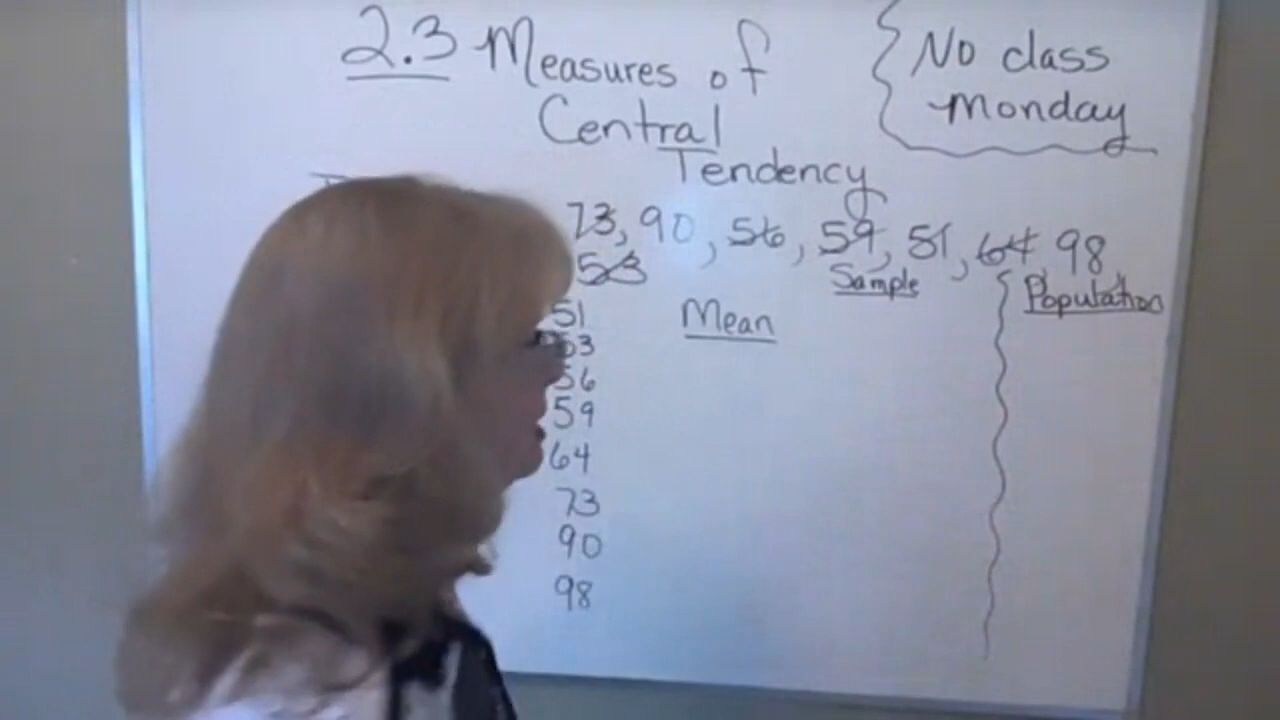 2.3 Measures of
Central
Tendency
No class
Monday
73, 90, 56, 59, 51, 64 98
53
Sample
Population
Mean
51
53
56
59
64
73
90
98